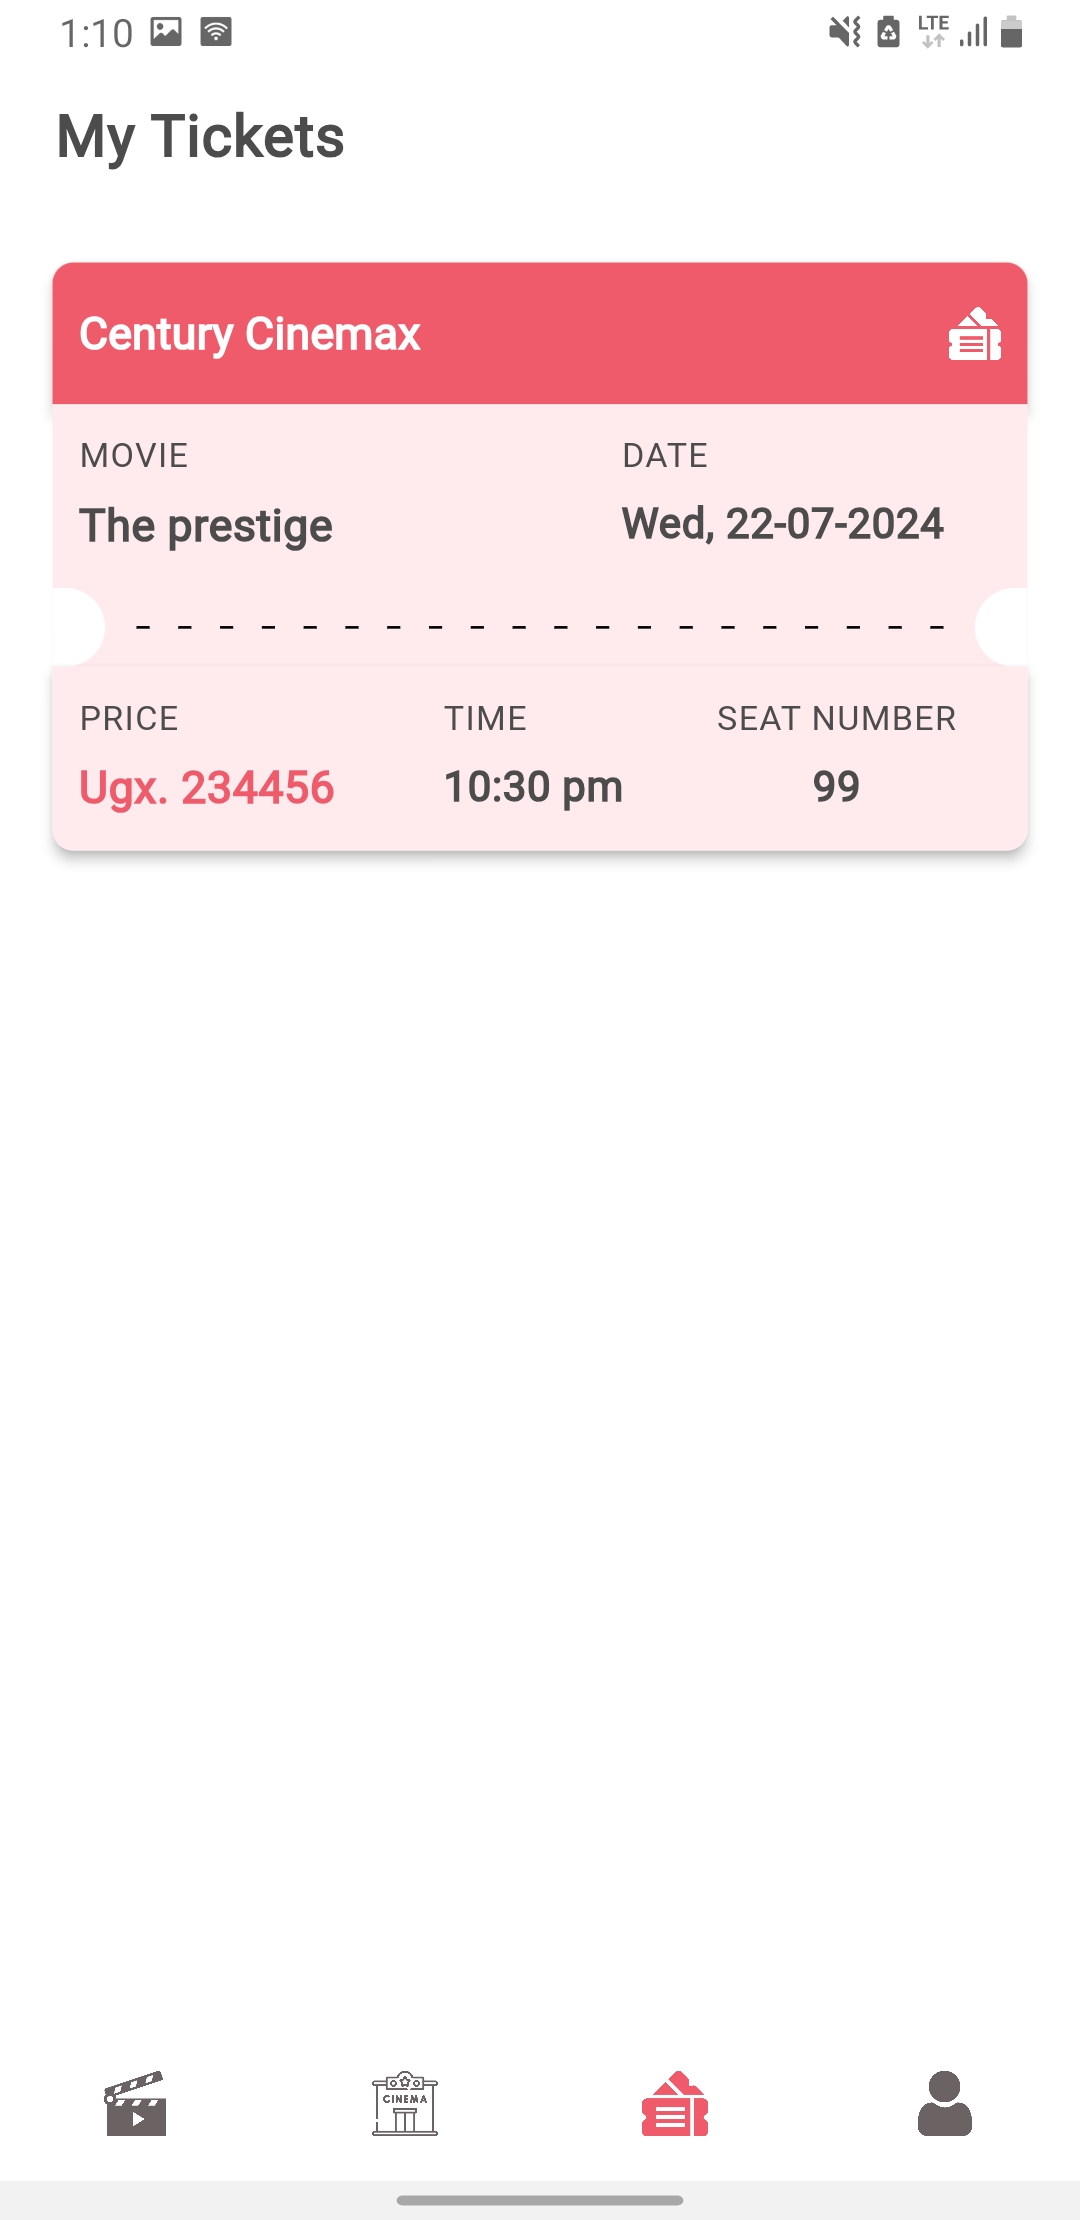 1:10 LTE
My Tickets
Century Cinemax
MOVIE DATE
The prestige Wed, 22-07-2024
PRICE TIME SEAT NUMBER
Ugx. 234456 10:30 pm 99
CINEMA